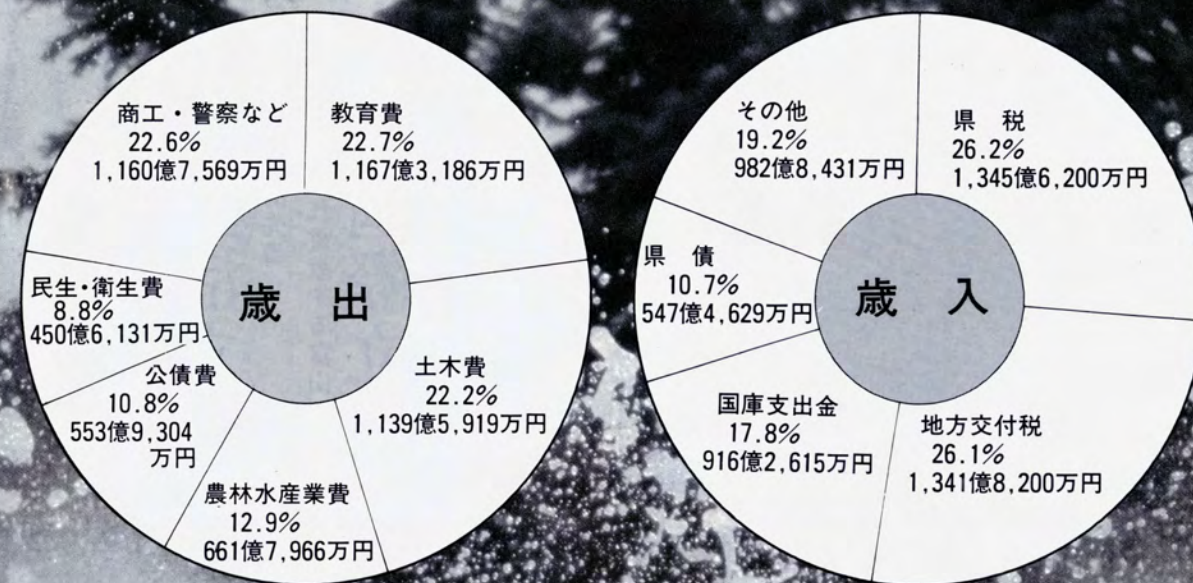 商工・警察など
22.6%
1,160億7,569万円
教育費
22.7%
1,167億3,186万円
民生・衛生費
8.8%
450億6,131万円
歳 出
公債費
10.8%
553億9,304
万円
土木費
22.2%
1,139億5,919万円
農林水産業費
12.9%
661億7,966万円
その他
19.2%
982億8,431万円
県 税
26.2%
1,345億6,200万円
県 債
10.7%
547億4,629万円
歳 入
国庫支出金
17.8%
916億2,615万円
地方交付税
26.1%
1,341億8,200万円